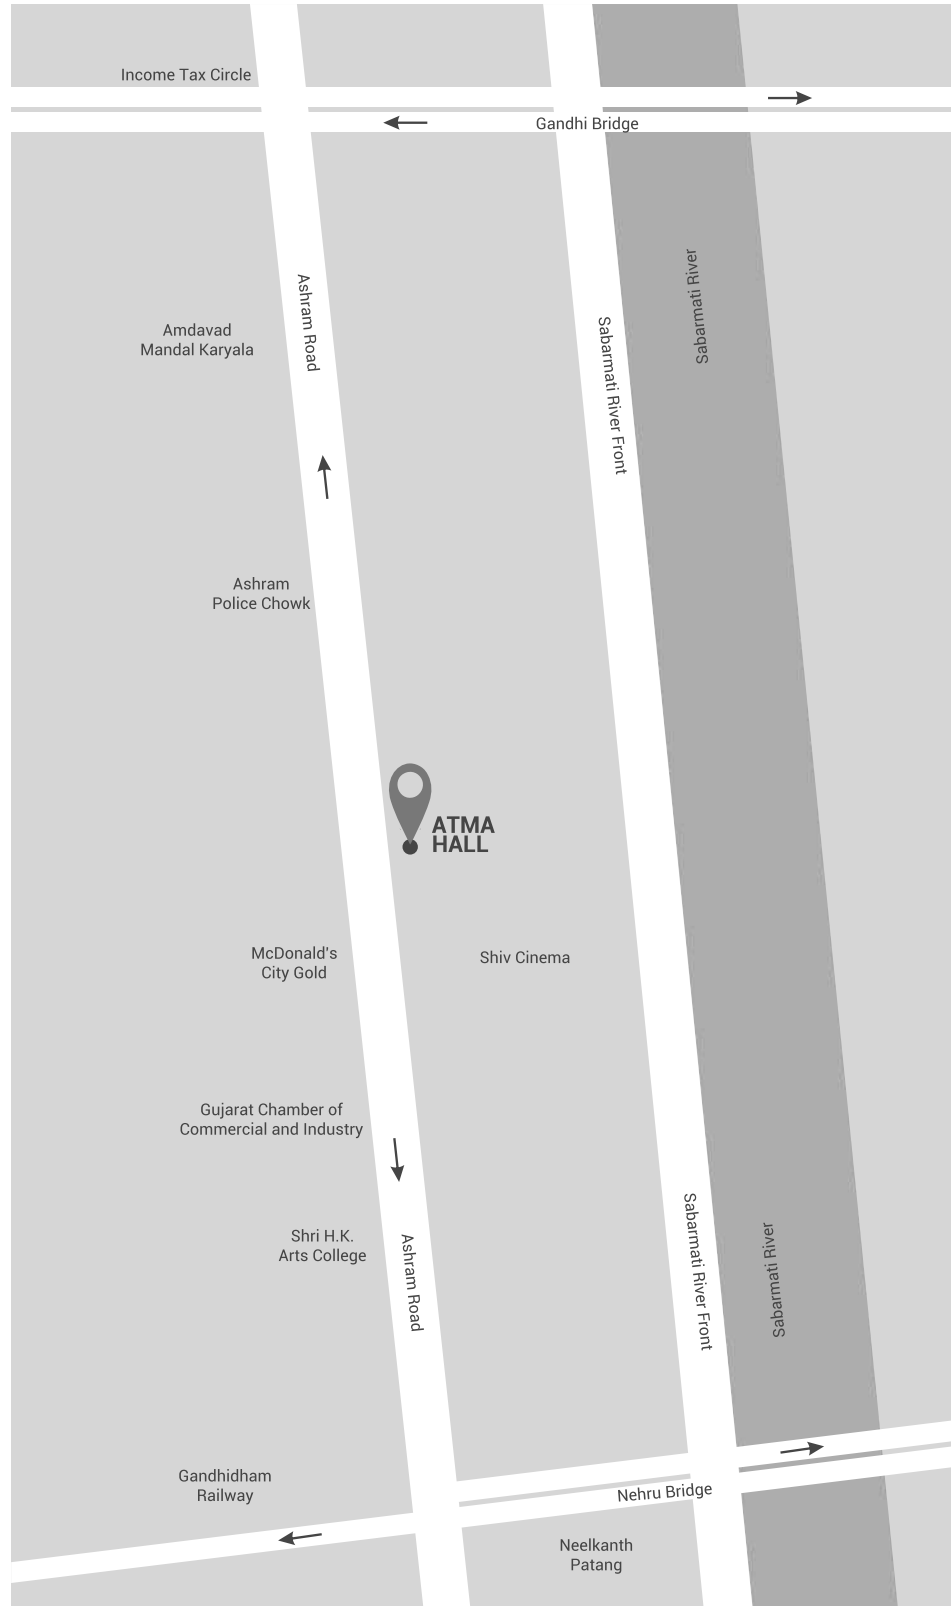 Income Tax Circle
Gandhi Bridge
Sabarmati River
Ashram Road
Sabarmati River Front
Amdavad
Mandal Karyala
Ashram
Police Chowk
ATMA
HALL
McDonald's
City Gold
Shiv Cinema
Gujarat Chamber of
Commercial and Industry
Sabarmati River Front
Sabarmati River
Shri H.K.
Arts College
Ashram Road
Gandhidham
Railway
Nehru Bridge
Neelkanth
Patang